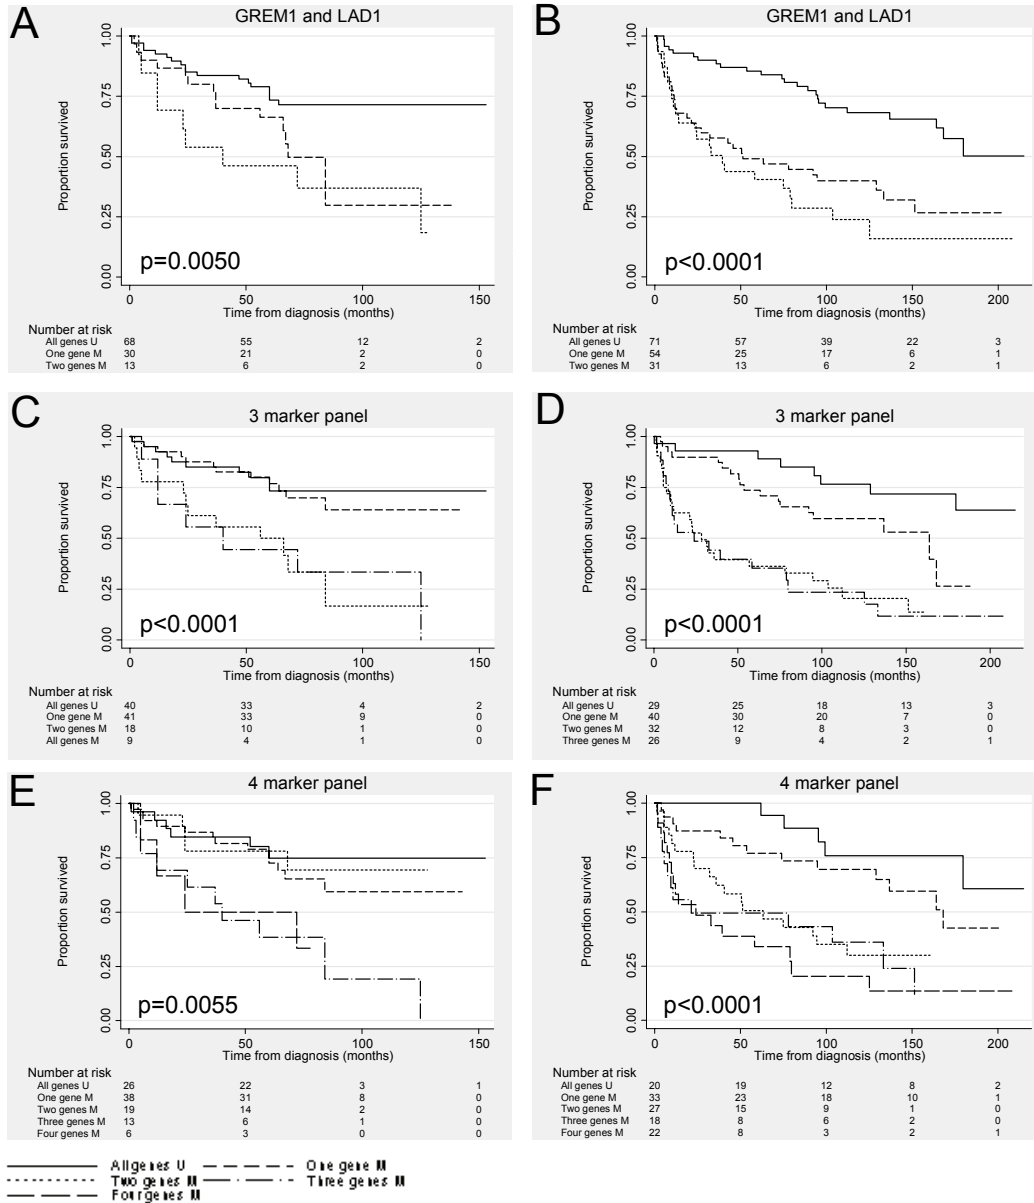 A
GREM1 and LAD1
Proportion survived
1.00
0.75
0.50
0.25
0.00
p=0.0050
0 50 100 150
Time from diagnosis (months)
Number at risk
All genes U 68 55 12 2
One gene M 30 21 2 0
Two genes M 13 6 2 0
B
GREM1 and LAD1
Proportion survived
1.00
0.75
0.50
0.25
0.00
p<0.0001
0 50 100 150 200
Time from diagnosis (months)
Number at risk
All genes U 71 57 39 22 3
One gene M 54 25 17 6 1
Two genes M 31 13 6 2 1
C
3 marker panel
Proportion survived
1.00
0.75
0.50
0.25
0.00
p<0.0001
0 50 100 150
Time from diagnosis (months)
Number at risk
All genes U 40 33 4 2
One gene M 41 33 9 0
Two genes M 18 10 1 0
All genes M 9 4 1 0
D
3 marker panel
Proportion survived
1.00
0.75
0.50
0.25
0.00
p<0.0001
0 50 100 150 200
Time from diagnosis (months)
Number at risk
All genes U 29 25 18 13 3
One gene M 40 30 20 7 0
Two genes M 32 12 8 3 0
Three genes M 26 9 4 2 1
E
4 marker panel
Proportion survived
1.00
0.75
0.50
0.25
0.00
p=0.0055
0 50 100 150
Time from diagnosis (months)
Number at risk
All genes U 26 22 3 1
One gene M 38 31 8 0
Two genes M 19 14 2 0
Three genes M 13 6 1 0
Four genes M 6 3 0 0
F
4 marker panel
Proportion survived
1.00
0.75
0.50
0.25
0.00
p<0.0001
0 50 100 150 200
Time from diagnosis (months)
Number at risk
All genes U 20 19 12 8 2
One gene M 33 23 18 10 1
Two genes M 27 15 9 1 0
Three genes M 18 8 6 2 0
Four genes M 22 8 3 2 1
All genes U One gene M
Two genes M Three genes M
Four genes M